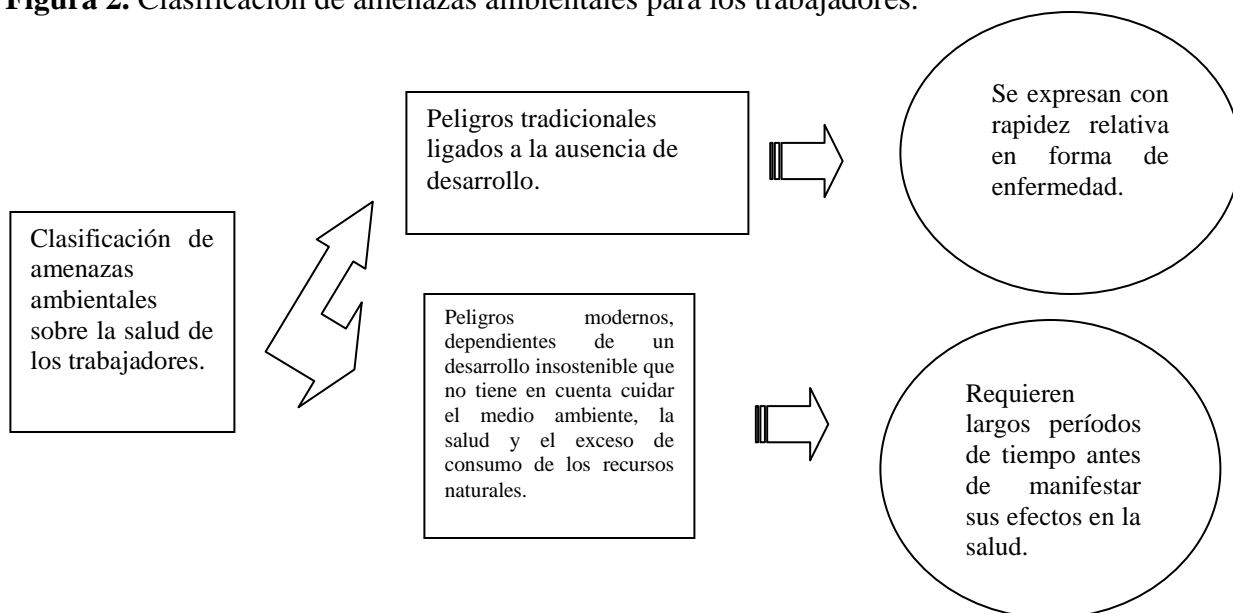 Figura 2. Clasificación de amenazas ambientales para los trabajadores.
Clasificación de
amenazas
ambientales
sobre la salud de
los trabajadores.
Peligros tradicionales
ligados a la ausencia de
desarrollo.
Se expresan con
rapidez relativa
en forma de
enfermedad.
Peligros modernos,
dependientes de un
desarrollo insostenible que
no tiene en cuenta cuidar
el medio ambiente, la
salud y el exceso de
consumo de los recursos
naturales.
Requieren
largos períodos
de tiempo antes
de manifestar
sus efectos en la
salud.